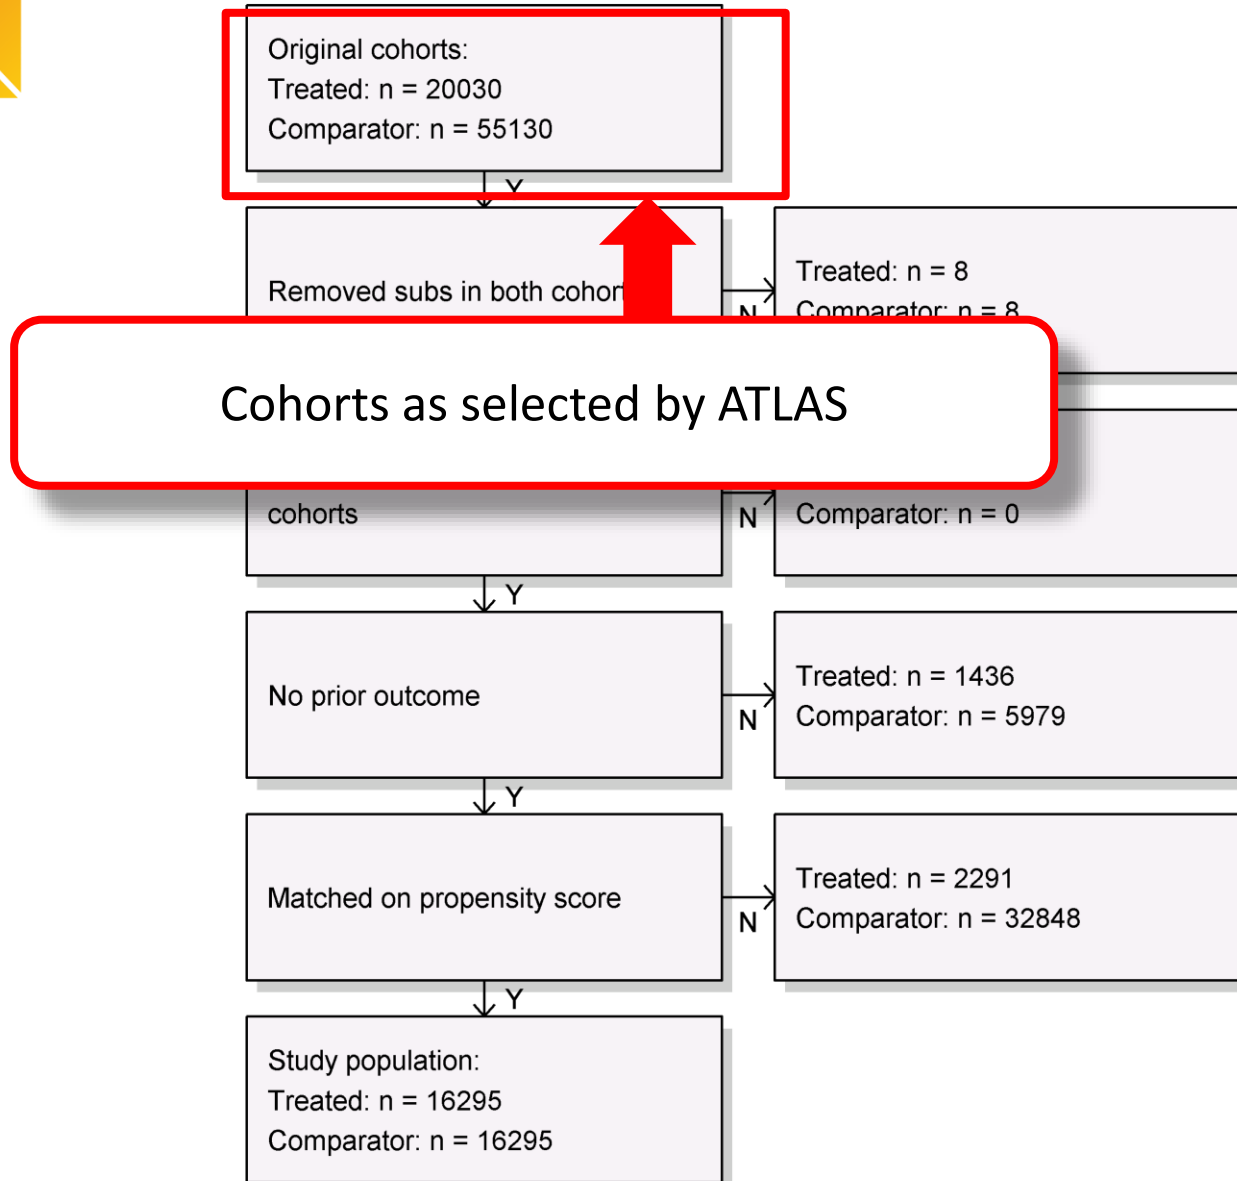 Original cohorts:
Treated: n = 20030
Comparator: n = 55130
Y
Removed subs in both
N
Treated: n = 8
Comparator: n = 8
Cohorts as selected by ATLAS
cohorts
N
Comparator: n = 0
Y
No prior outcome
N
Treated: n = 1436
Comparator: n = 5979
Y
Matched on propensity score
N
Treated: n = 2291
Comparator: n = 32848
Y
Study population:
Treated: n = 16295
Comparator: n = 16295